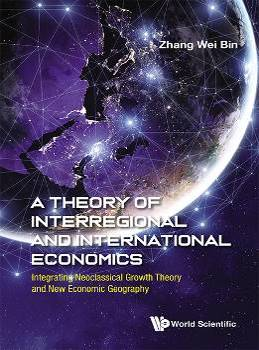 Zhang Wei Bin
A THEORY OF
INTERREGIONAL
AND INTERNATIONAL
ECONOMICS
Integrating Neoclassical Growth Theory
and New Economic Geography
World Scientific